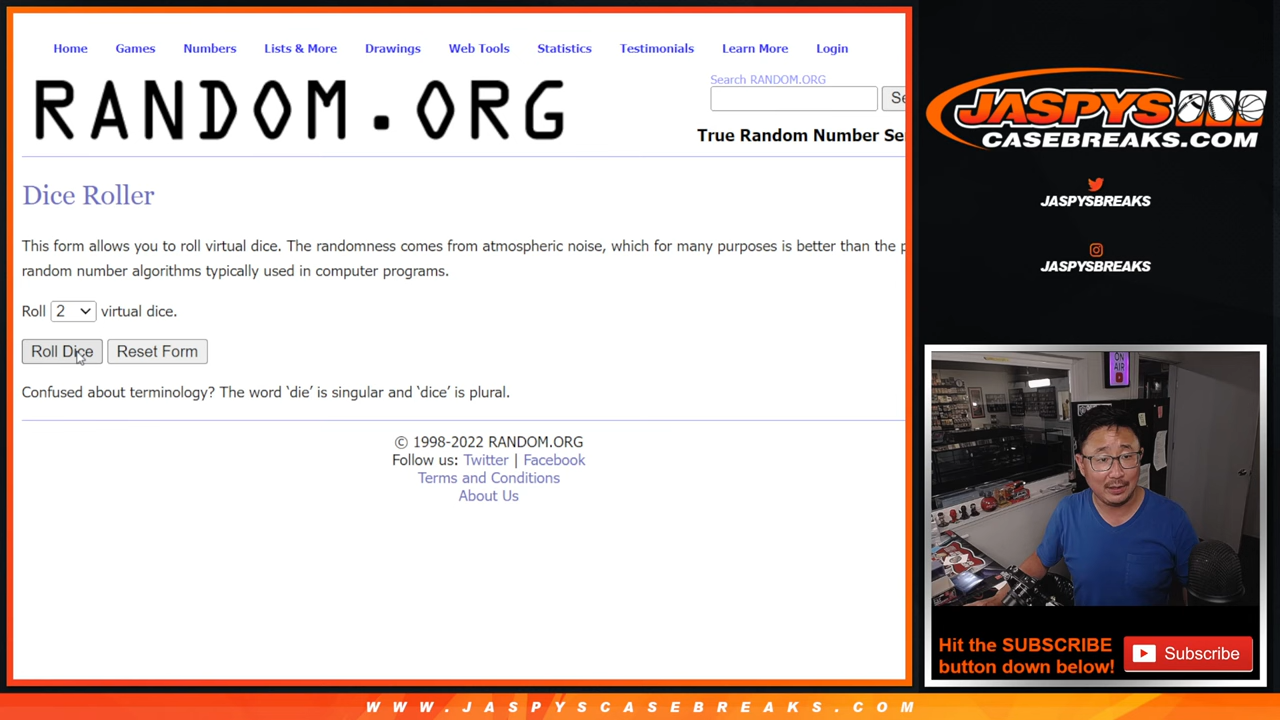 Home Games Numbers Lists & More Drawings Web Tools Statistics Testimonials Learn More Login
RANDOM.ORG
Search RANDOM.ORG
Se
True Random Number Se
Dice Roller
This form allows you to roll virtual dice. The randomness comes from atmospheric noise, which for many purposes is better than the p
random number algorithms typically used in computer programs.
Roll 2 virtual dice.
Roll Dice Reset Form
Confused about terminology? The word ‘die’ is singular and ‘dice’ is plural.
© 1998-2022 RANDOM.ORG
Follow us: Twitter | Facebook
Terms and Conditions
About Us
JASPYS
CASEBREAKS.COM
JASPYSBREAKS
JASPYSBREAKS
ON
AIR
Hit the SUBSCRIBE
button down below!
Subscribe
WWW.JASPYSCASEBREAKS.COM